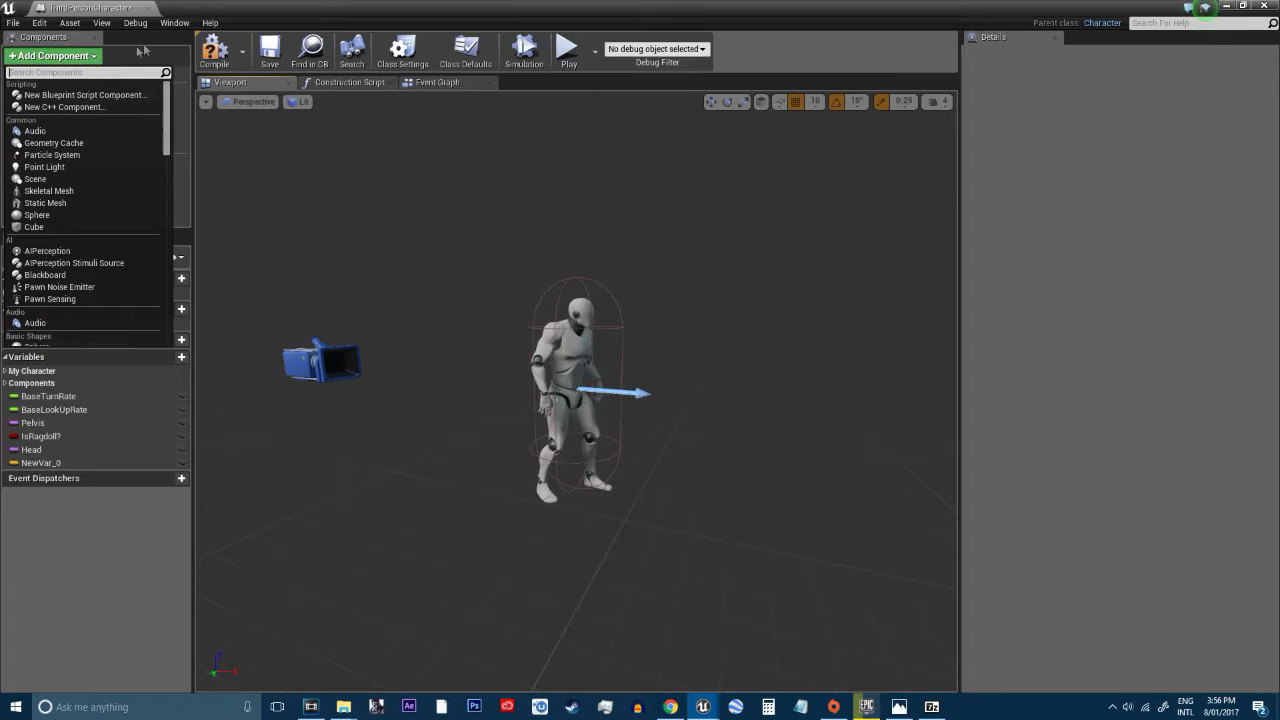 ThirdPersonCharacter*
File Edit Asset View Debug Window Help
Parent class: Character Search For Help
Components
Details
+Add Component
Search Components
Scripting
New Blueprint Script Component...
New C++ Component...
Common
Audio
Geometry Cache
Particle System
Point Light
Scene
Skeletal Mesh
Static Mesh
Sphere
Cube
AI
AIPerception
AIPerception Stimuli Source
Blackboard
Pawn Noise Emitter
Pawn Sensing
Audio
Audio
Basic Shapes
Sphere
Variables
My Character
Components
BaseTurnRate
BaseLookUpRate
Pelvis
IsRagdoll?
Head
NewVar_0
Event Dispatchers
Compile Save Find in CB Search Class Settings Class Defaults Simulation Play
No debug object selected
Debug Filter
Viewport Construction Script Event Graph
Perspective Lit 10 10° 0.25 4
Z
X
Y
Ask me anything
Ae
Ps
EPIC
ENG
INTL
3:56 PM
8/01/2017
2